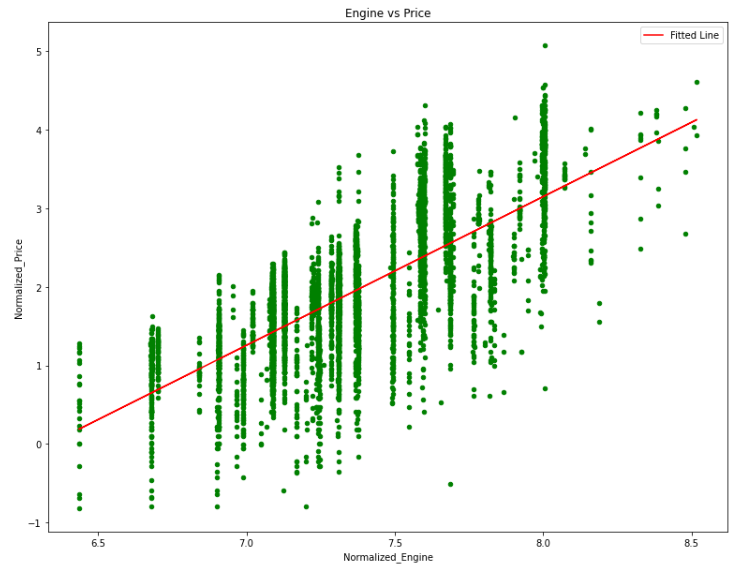 Engine vs Price
Fitted Line
Normalized_Price
5
4
3
2
1
0
−1
6.5 7.0 7.5 8.0 8.5
Normalized_Engine